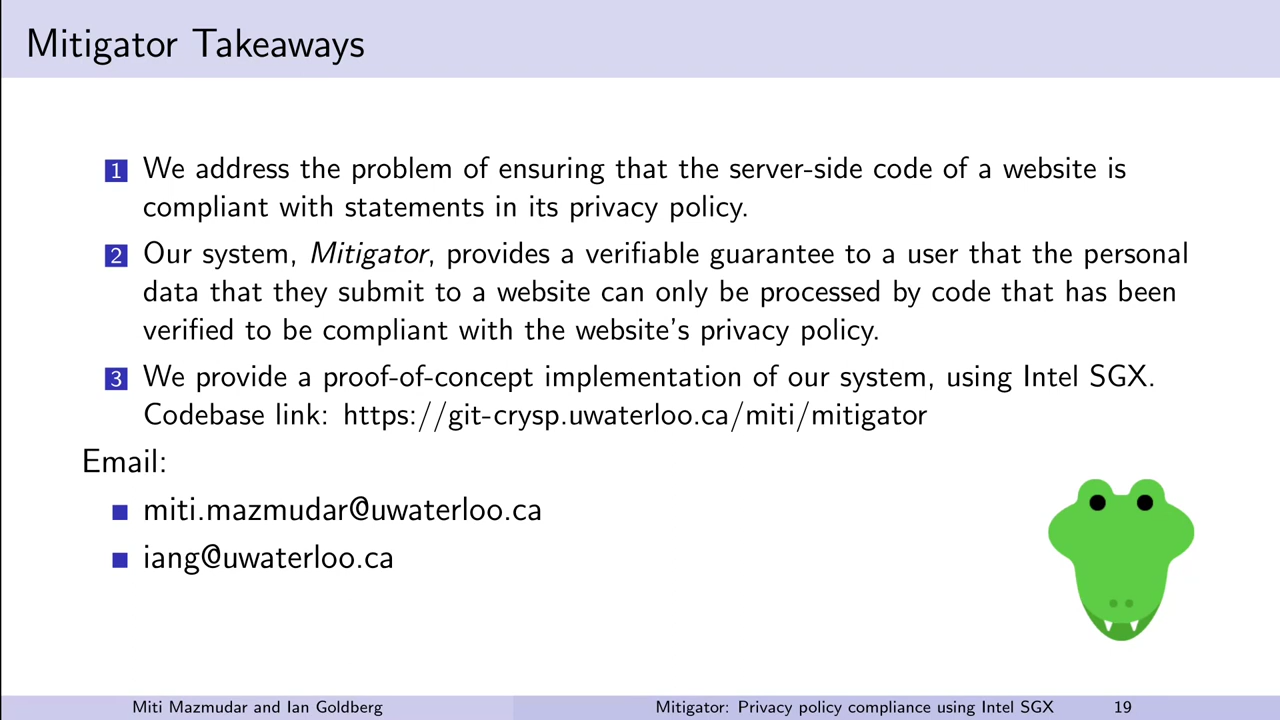 Mitigator Takeaways
1 We address the problem of ensuring that the server-side code of a website is
compliant with statements in its privacy policy.
2 Our system, Mitigator, provides a verifiable guarantee to a user that the personal
data that they submit to a website can only be processed by code that has been
verified to be compliant with the website's privacy policy.
3 We provide a proof-of-concept implementation of our system, using Intel SGX.
Codebase link: https://git-crysp.uwaterloo.ca/miti/mitigator
Email:
miti.mazmudar@uwaterloo.ca
iang@uwaterloo.ca
Miti Mazmudar and Ian Goldberg
Mitigator: Privacy policy compliance using Intel SGX
19